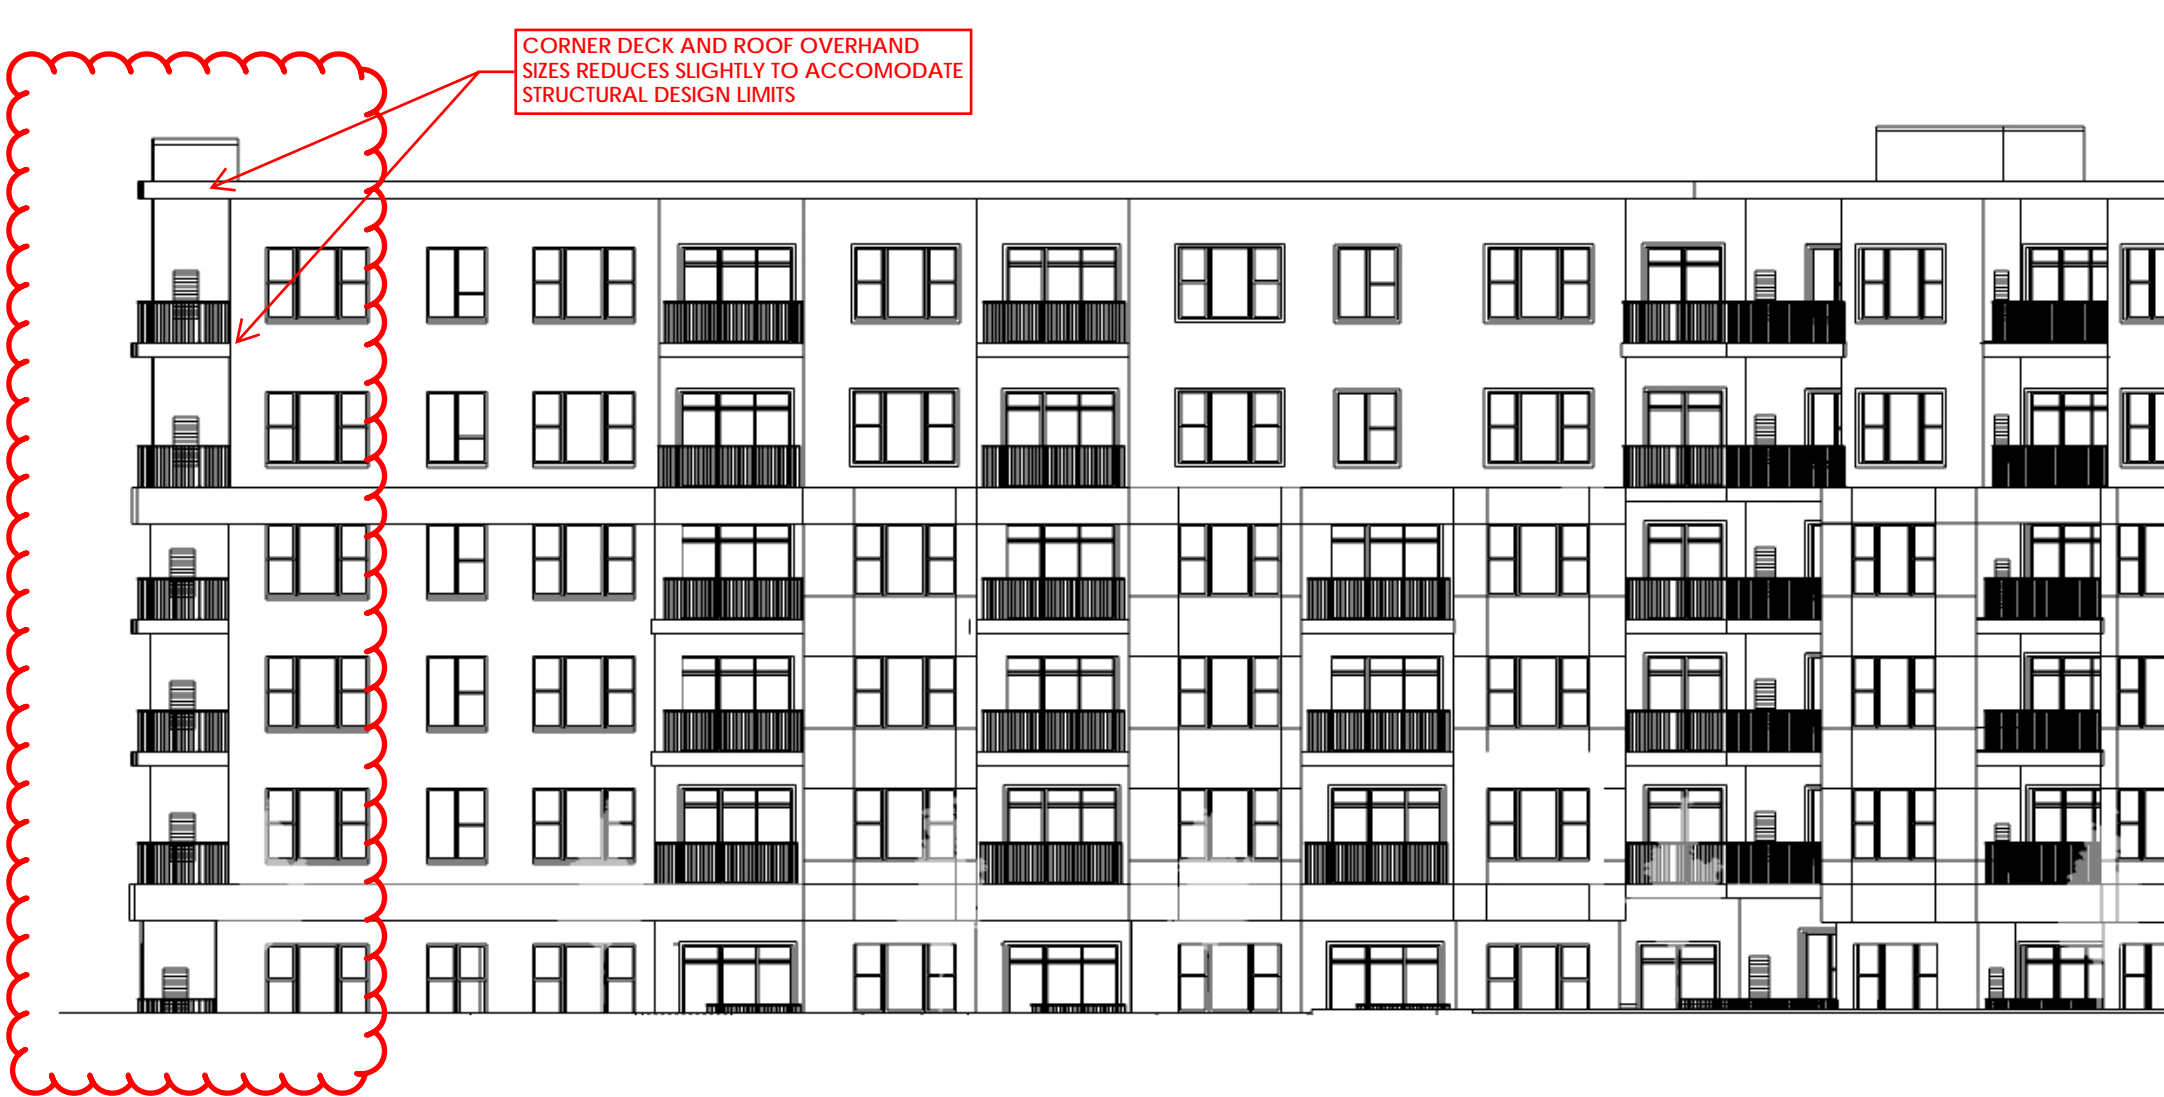 CORNER DECK AND ROOF OVERHAND
SIZES REDUCES SLIGHTLY TO ACCOMODATE
STRUCTURAL DESIGN LIMITS